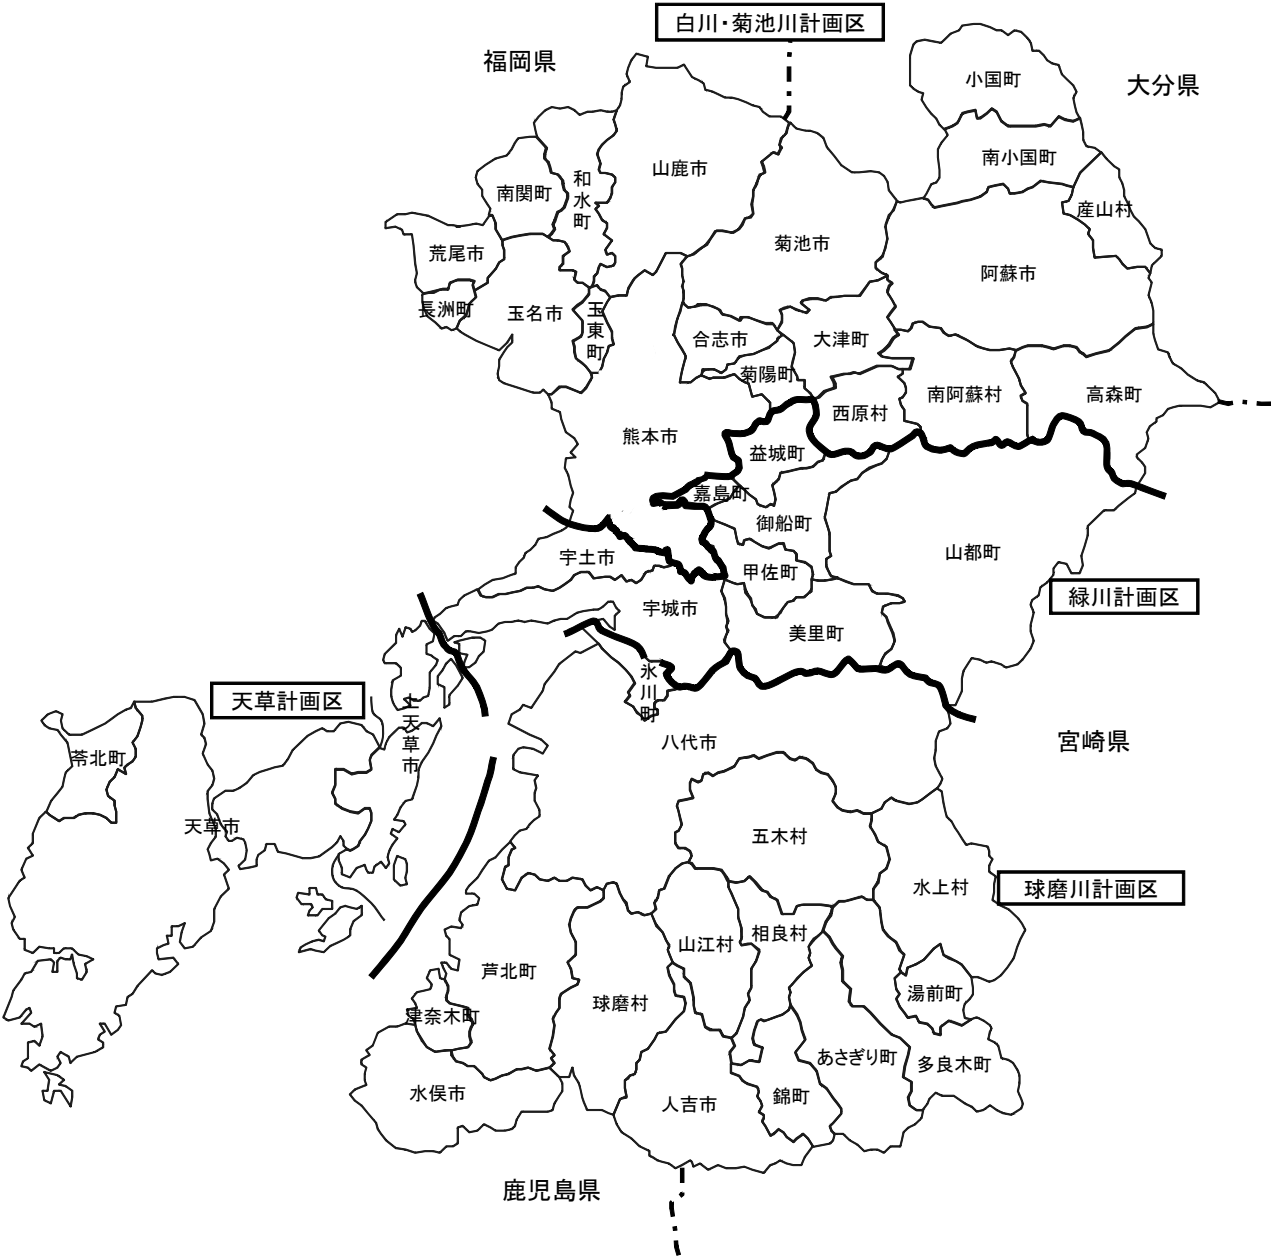 白川・菊池川計画区
福岡県
小国町
大分県
南小国町
山鹿市
和水町
南関町
産山村
菊池市
荒尾市
阿蘇市
長洲町
玉名市
玉東町
合志市
大津町
菊陽町
南阿蘇村
高森町
西原村
熊本市
益城町
嘉島町
御船町
山都町
宇土市
甲佐町
緑川計画区
宇城市
美里町
氷川町
天草計画区
上天草市
八代市
宮崎県
苓北町
天草市
五木村
水上村
球磨川計画区
相良村
山江村
芦北町
湯前町
球磨村
津奈木町
あさぎり町
多良木町
水俣市
錦町
人吉市
鹿児島県